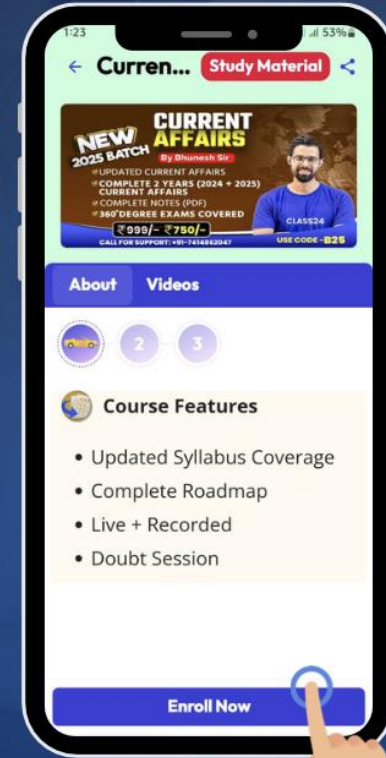 1:23
53%
Curren...
Study Material
NEW
2025 BATCH
CURRENT
AFFAIRS
By Bhunesh Sir
UPDATED CURRENT AFFAIRS
COMPLETE 2 YEARS (2024 + 2025)
CURRENT AFFAIRS
COMPLETE NOTES (PDF)
360°DEGREE EXAMS COVERED
₹999/- ₹750/-
CALL FOR SUPPORT: +91-7414862047
CLASS24
USE CODE - B25
About Videos
2 3
Course Features
• Updated Syllabus Coverage
• Complete Roadmap
• Live + Recorded
• Doubt Session
Enroll Now